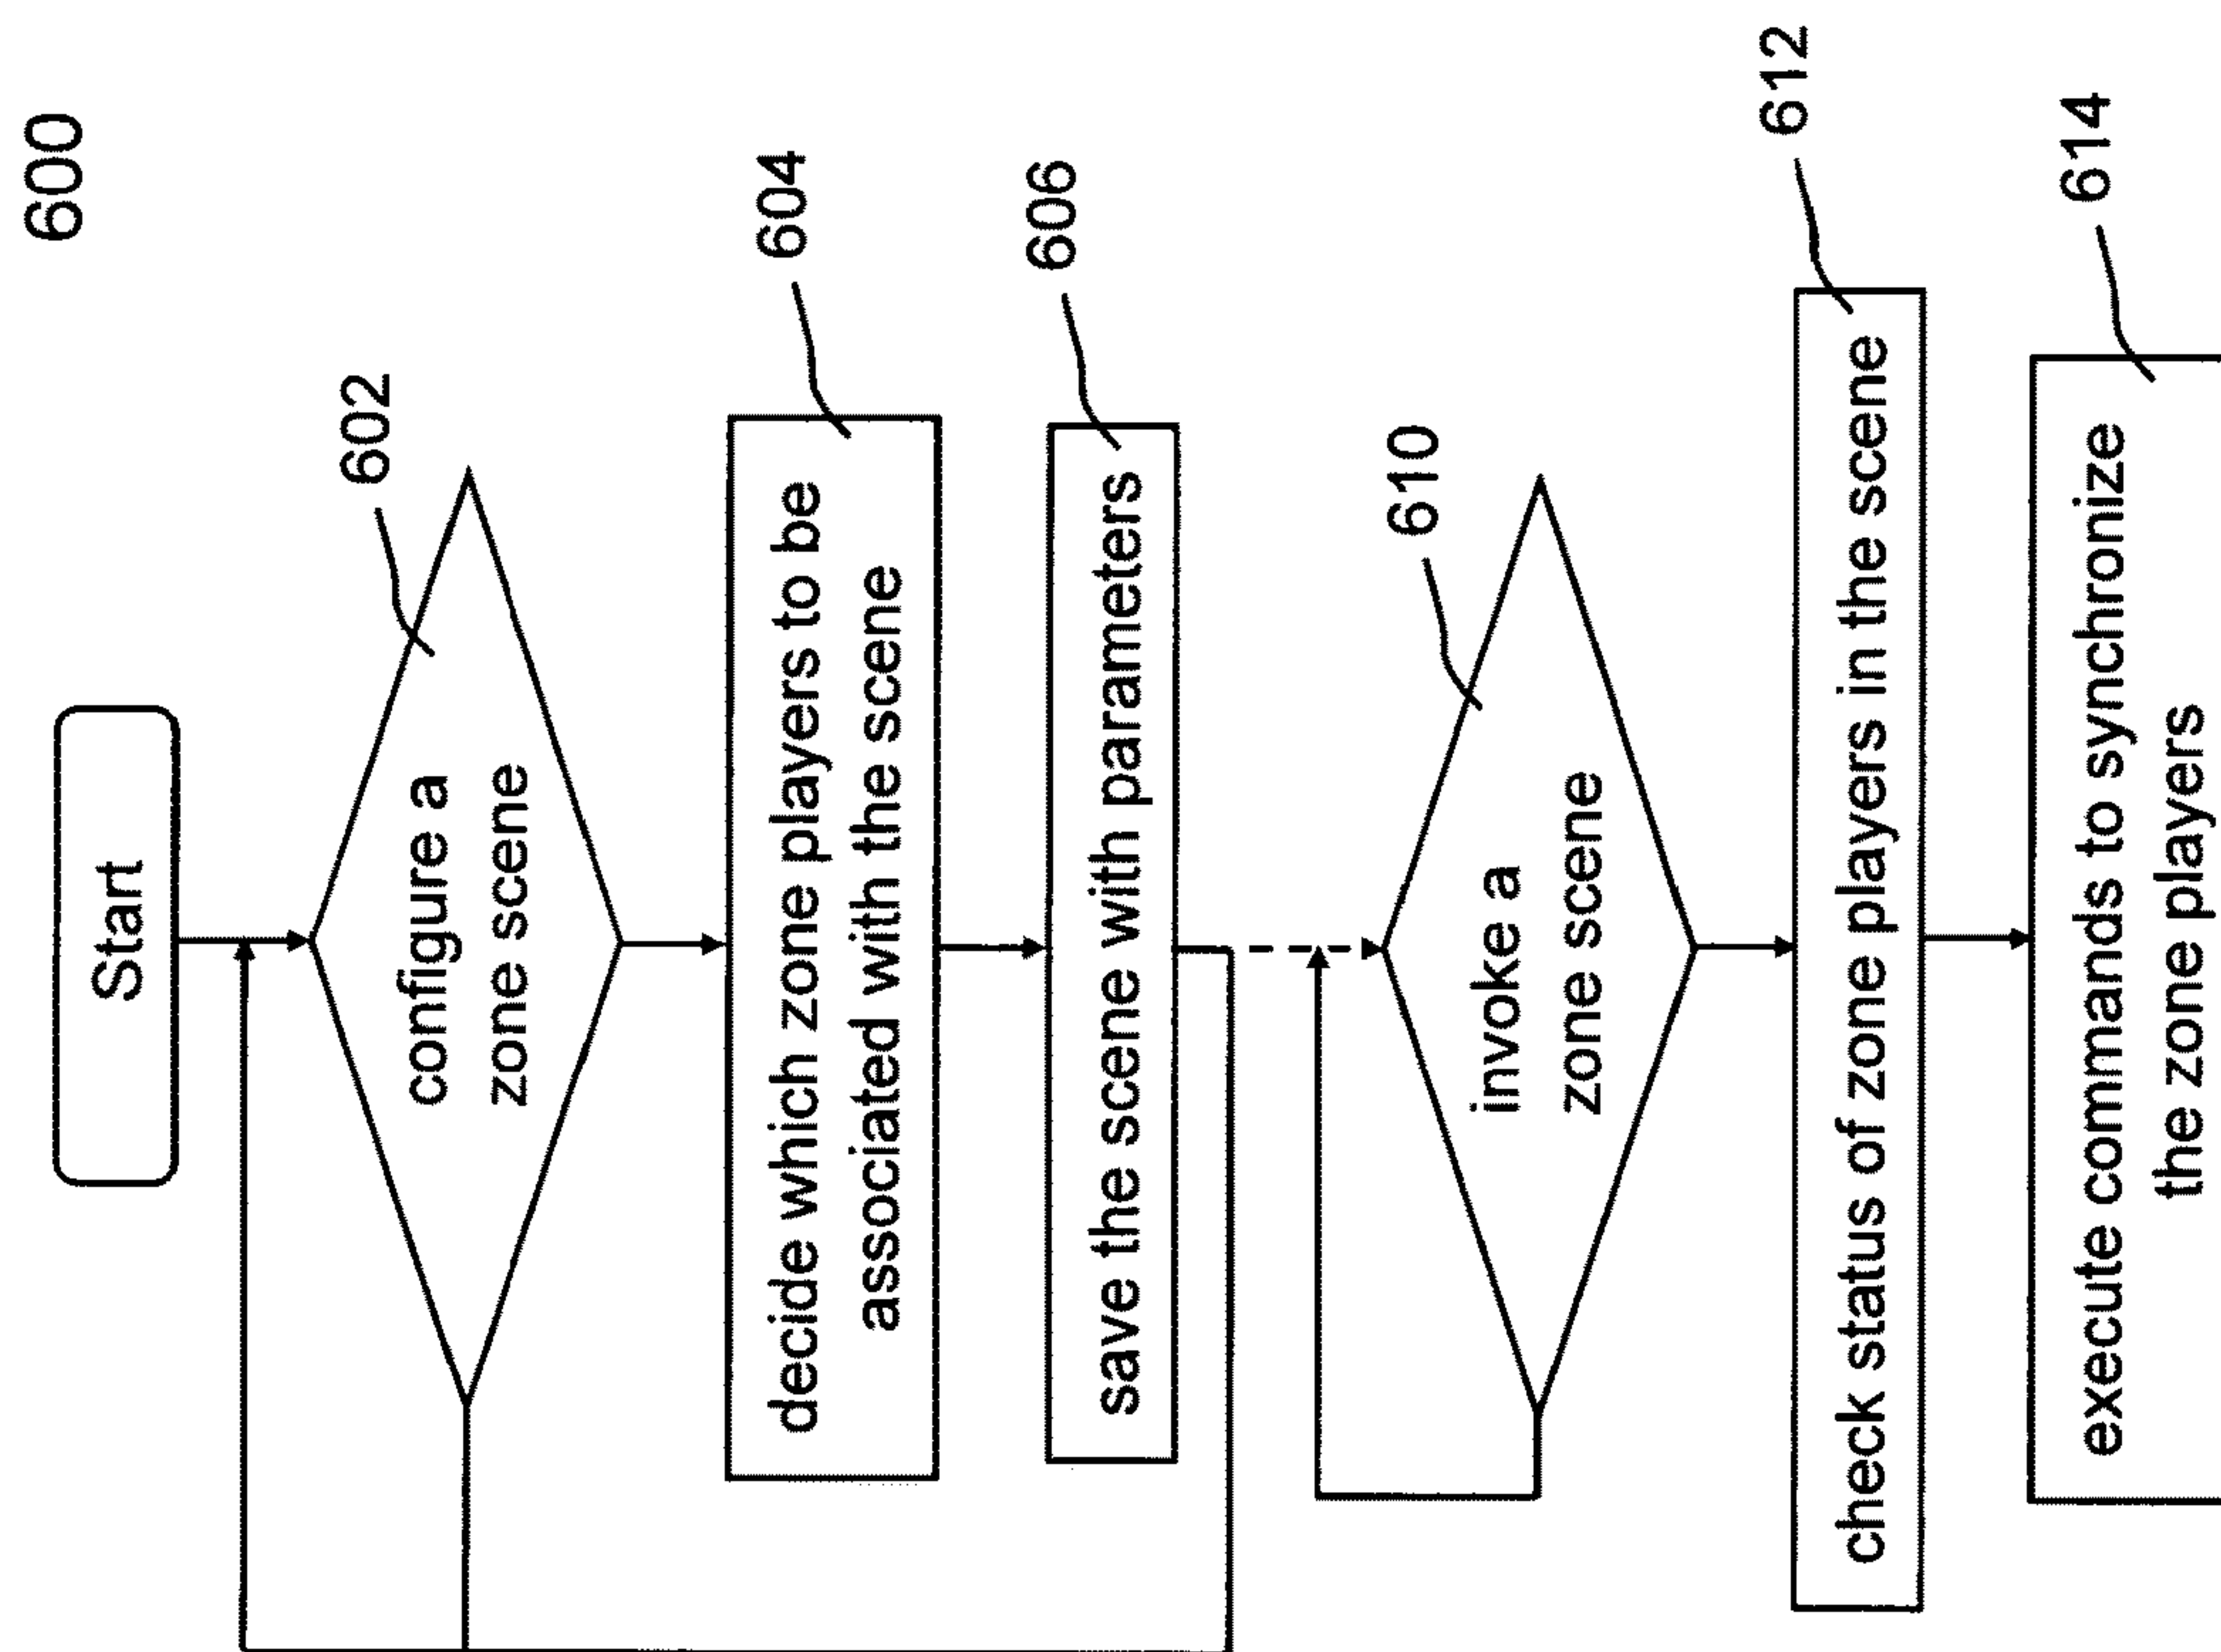 600
Start
602
configure a
zone scene
604
decide which zone players to be
associated with the scene
606
save the scene with parameters
610
invoke a
zone scene
612
check status of zone players in the scene
614
execute commands to synchronize
the zone players